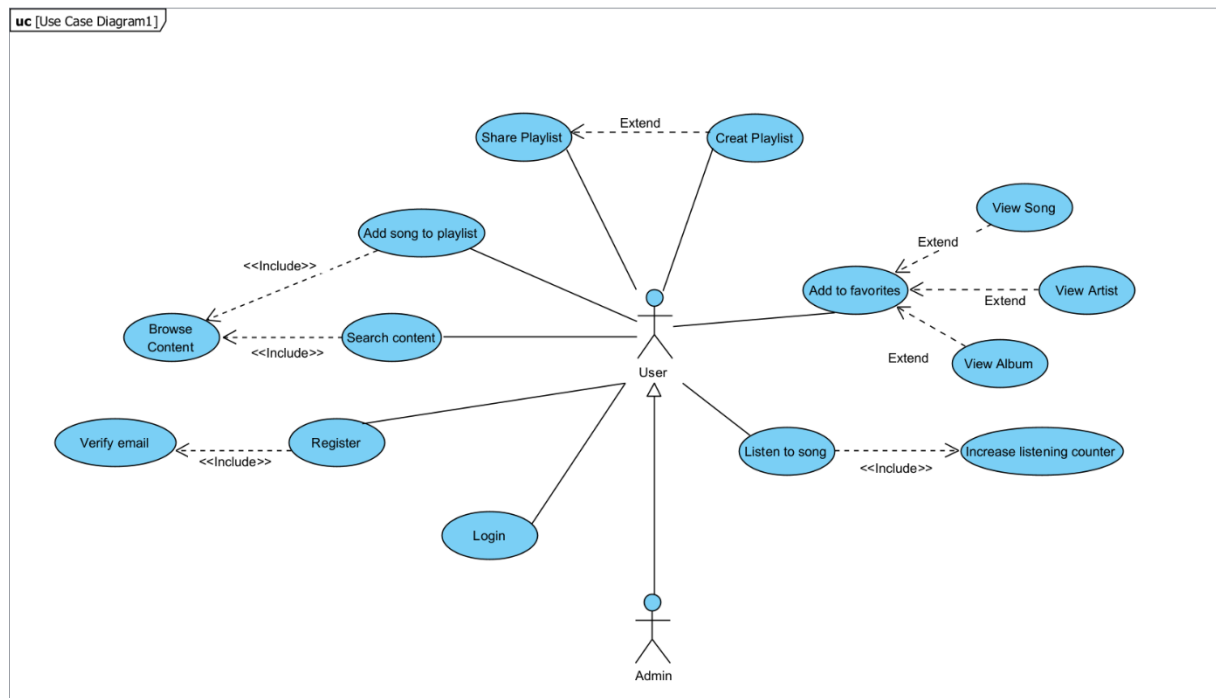 uc [Use Case Diagram1]
Share Playlist
Extend
Creat Playlist
View Song
Add song to playlist
Extend
<<Include>>
Add to favorites
View Artist
Extend
Browse
Content
Search content
<<Include>>
Extend
View Album
User
Verify email
Register
<<Include>>
Listen to song
<<Include>>
Increase listening counter
Login
Admin